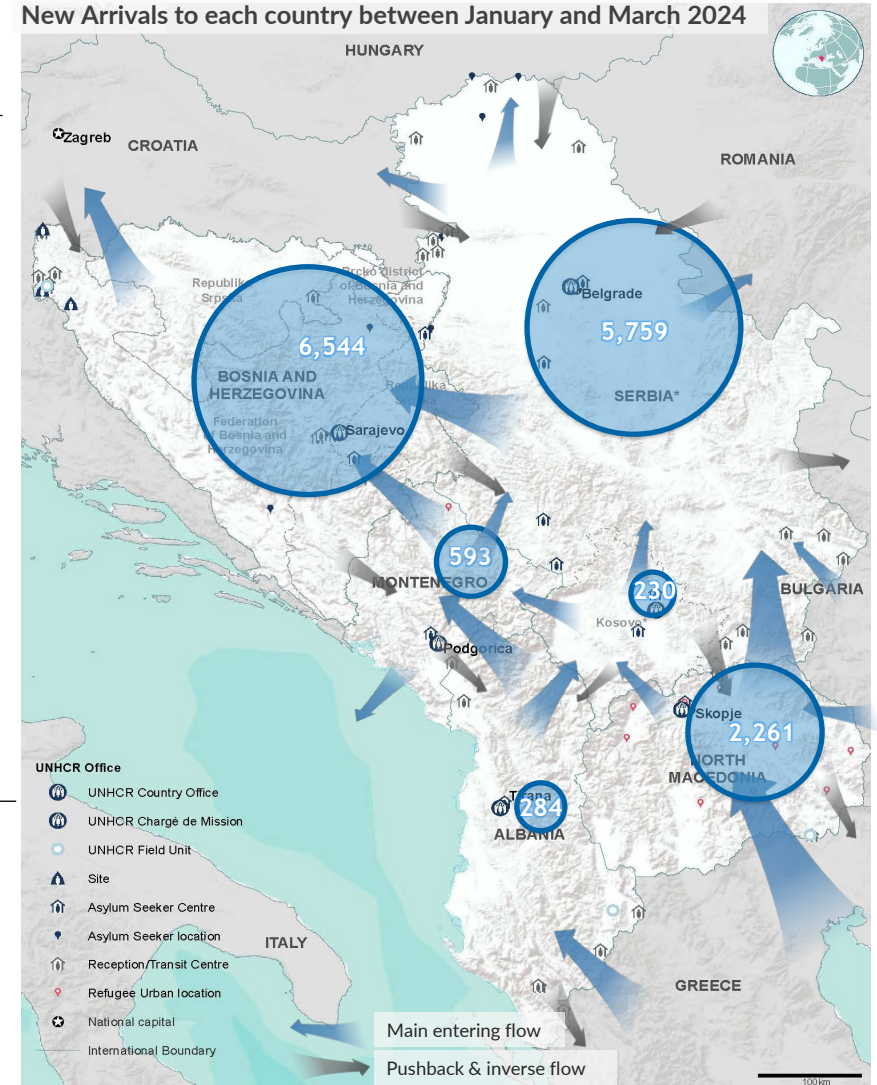 New Arrivals to each country between January and March 2024
HUNGARY
Zagreb
CROATIA
ROMANIA
Republika
Srpska
Brcko district
of Bosnia and
Herzegovina
Belgrade
6,544
5,759
BOSNIA AND
HERZEGOVINA
Republika
SERBIA*
Federation
of Bosnia and
Herzegovina
Sarajevo
593
MONTENEGRO
230
BULGARIA
Kosovo*
Podgorica
Skopje
2,261
NORTH
MACEDONIA
Tirana
284
ALBANIA
UNHCR Office
UNHCR Country Office
UNHCR Chargé de Mission
UNHCR Field Unit
Site
Asylum Seeker Centre
Asylum Seeker location
Reception/Transit Centre
Refugee Urban location
National capital
International Boundary
ITALY
GREECE
Main entering flow
Pushback & inverse flow
100 km